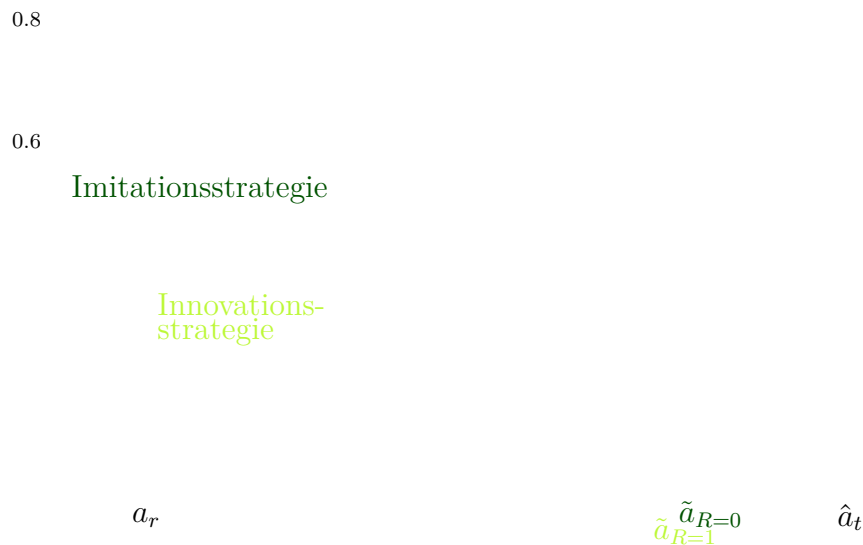 0.8
0.6
Imitationsstrategie
Innovations-
strategie
a_r
ã_{R=0}
ã_{R=1}
â_t